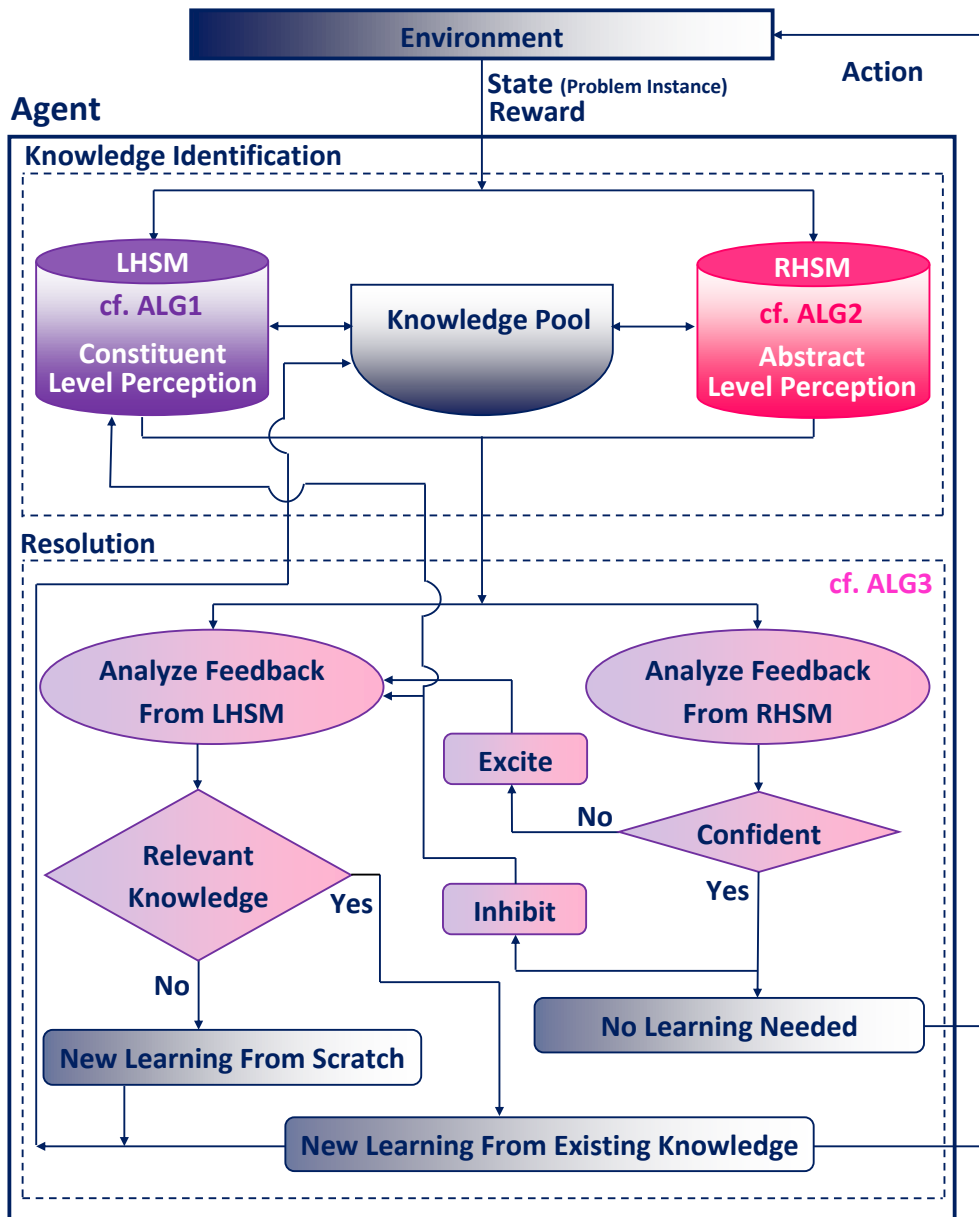 Environment
Action
State (Problem Instance)
Reward
Agent
Knowledge Identification
LHSM
cf. ALG1
Constituent
Level Perception
Knowledge Pool
RHSM
cf. ALG2
Abstract
Level Perception
Resolution
cf. ALG3
Analyze Feedback
From LHSM
Analyze Feedback
From RHSM
Excite
No
Confident
Relevant
Knowledge
Yes
Inhibit
Yes
No
No Learning Needed
New Learning From Scratch
New Learning From Existing Knowledge